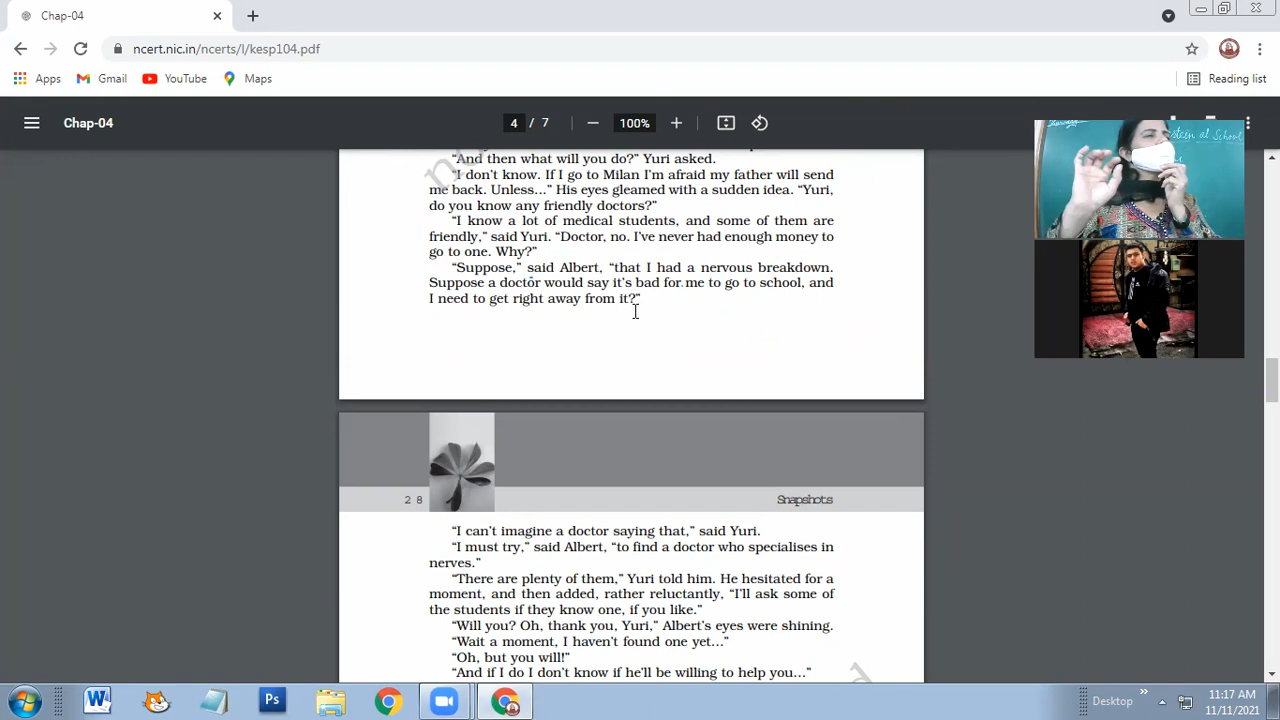 Chap-04
ncert.nic.in/ncerts/l/kesp104.pdf
Apps Gmail YouTube Maps Reading list
Chap-04 4 / 7 100%
“And then what will you do?” Yuri asked.
“I don’t know. If I go to Milan I’m afraid my father will send
me back. Unless...” His eyes gleamed with a sudden idea. “Yuri,
do you know any friendly doctors?”
“I know a lot of medical students, and some of them are
friendly,” said Yuri. “Doctor, no. I’ve never had enough money to
go to one. Why?”
“Suppose,” said Albert, “that I had a nervous breakdown.
Suppose a doctor would say it’s bad for me to go to school, and
I need to get right away from it?”
28 Snapshots
“I can’t imagine a doctor saying that,” said Yuri.
“I must try,” said Albert, “to find a doctor who specialises in
nerves.”
“There are plenty of them,” Yuri told him. He hesitated for a
moment, and then added, rather reluctantly, “I’ll ask some of
the students if they know one, if you like.”
“Will you? Oh, thank you, Yuri,” Albert’s eyes were shining.
“Wait a moment, I haven’t found one yet...”
“Oh, but you will!”
“And if I do I don’t know if he’ll be willing to help you...”
at School
Desktop
11:17 AM
11/11/2021